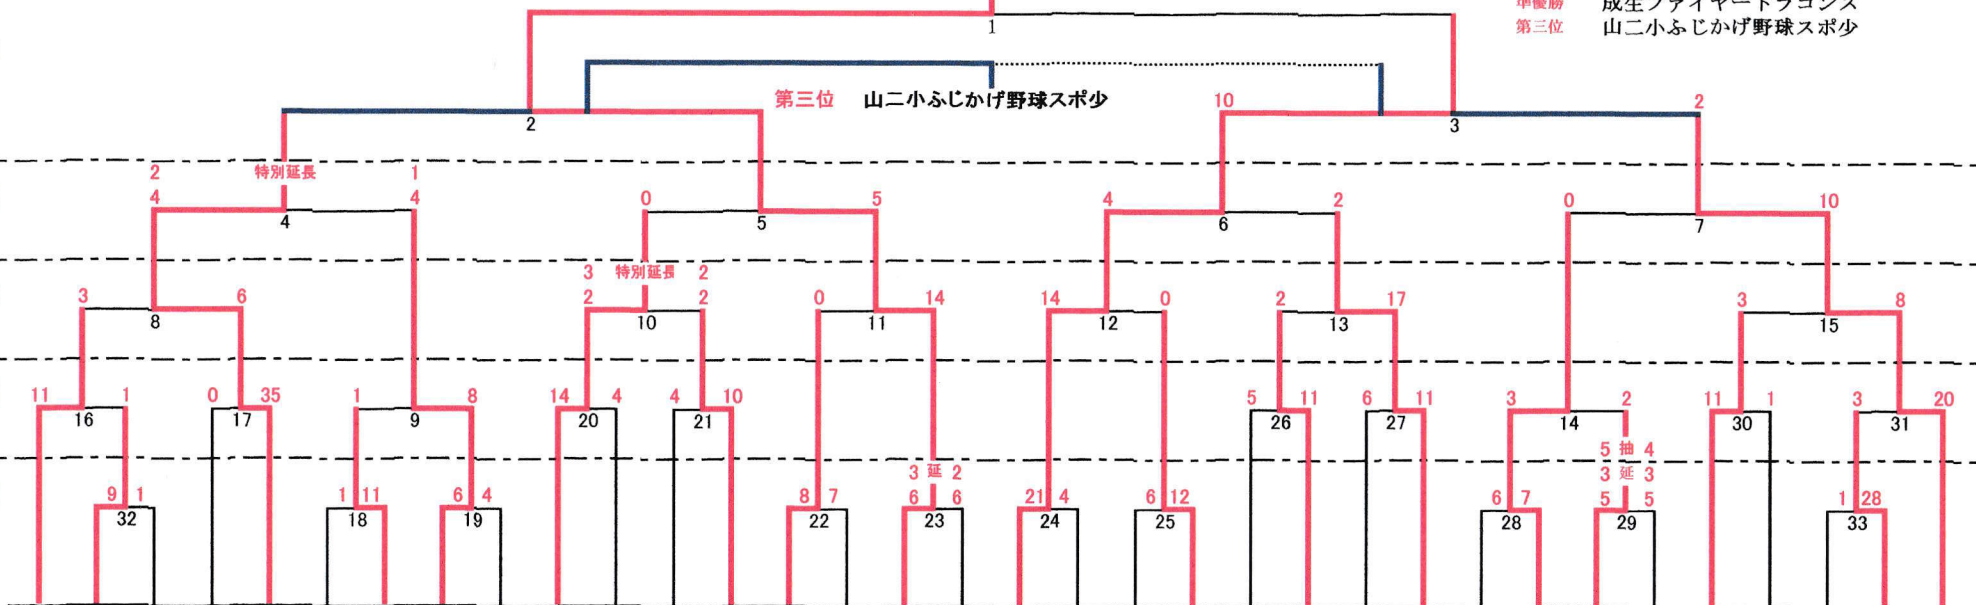 準優勝 成生ファイヤードラゴンズ
1
第三位 山二小ふじかげ野球スポ少
第三位 山二小ふじかげ野球スポ少
10 2
2 3
2 特別延長 1
4 4 0 5 4 2 0 10
4 5 6 7
3 特別延長 2
3 6 2 2 0 14 14 0 2 17 3 8
8 10 11 12 13 15
11 1 0 35 1 8 14 4 4 10 5 11 6 11 3 2 11 1 3 20
16 17 9 20 21 26 27 14 30 31
5 抽 4
3 延 2 3 延 3
9 1 1 11 6 4 8 7 6 6 21 4 6 12 6 7 5 5 1 28
32 18 19 22 23 24 25 28 29 33